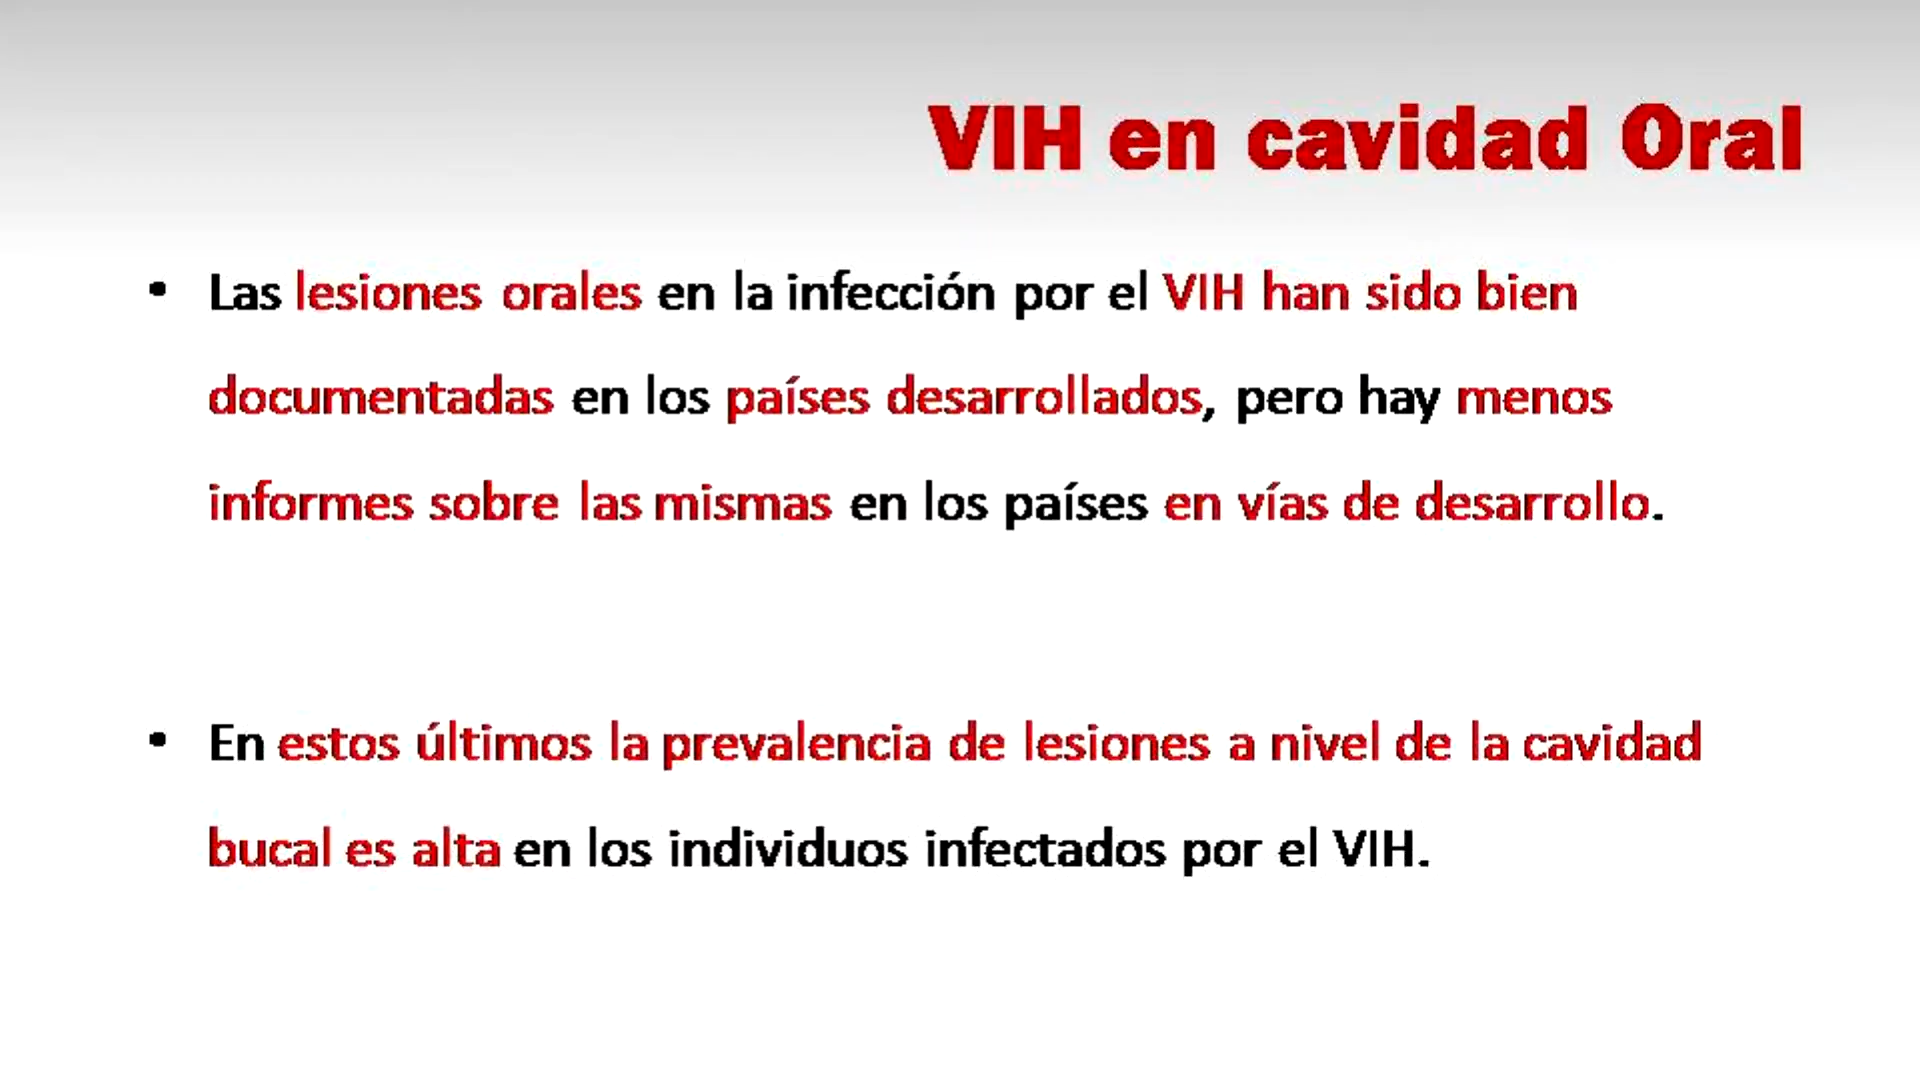 VIH en cavidad Oral
• Las lesiones orales en la infección por el VIH han sido bien
documentadas en los países desarrollados, pero hay menos
informes sobre las mismas en los países en vías de desarrollo.
• En estos últimos la prevalencia de lesiones a nivel de la cavidad
bucal es alta en los individuos infectados por el VIH.